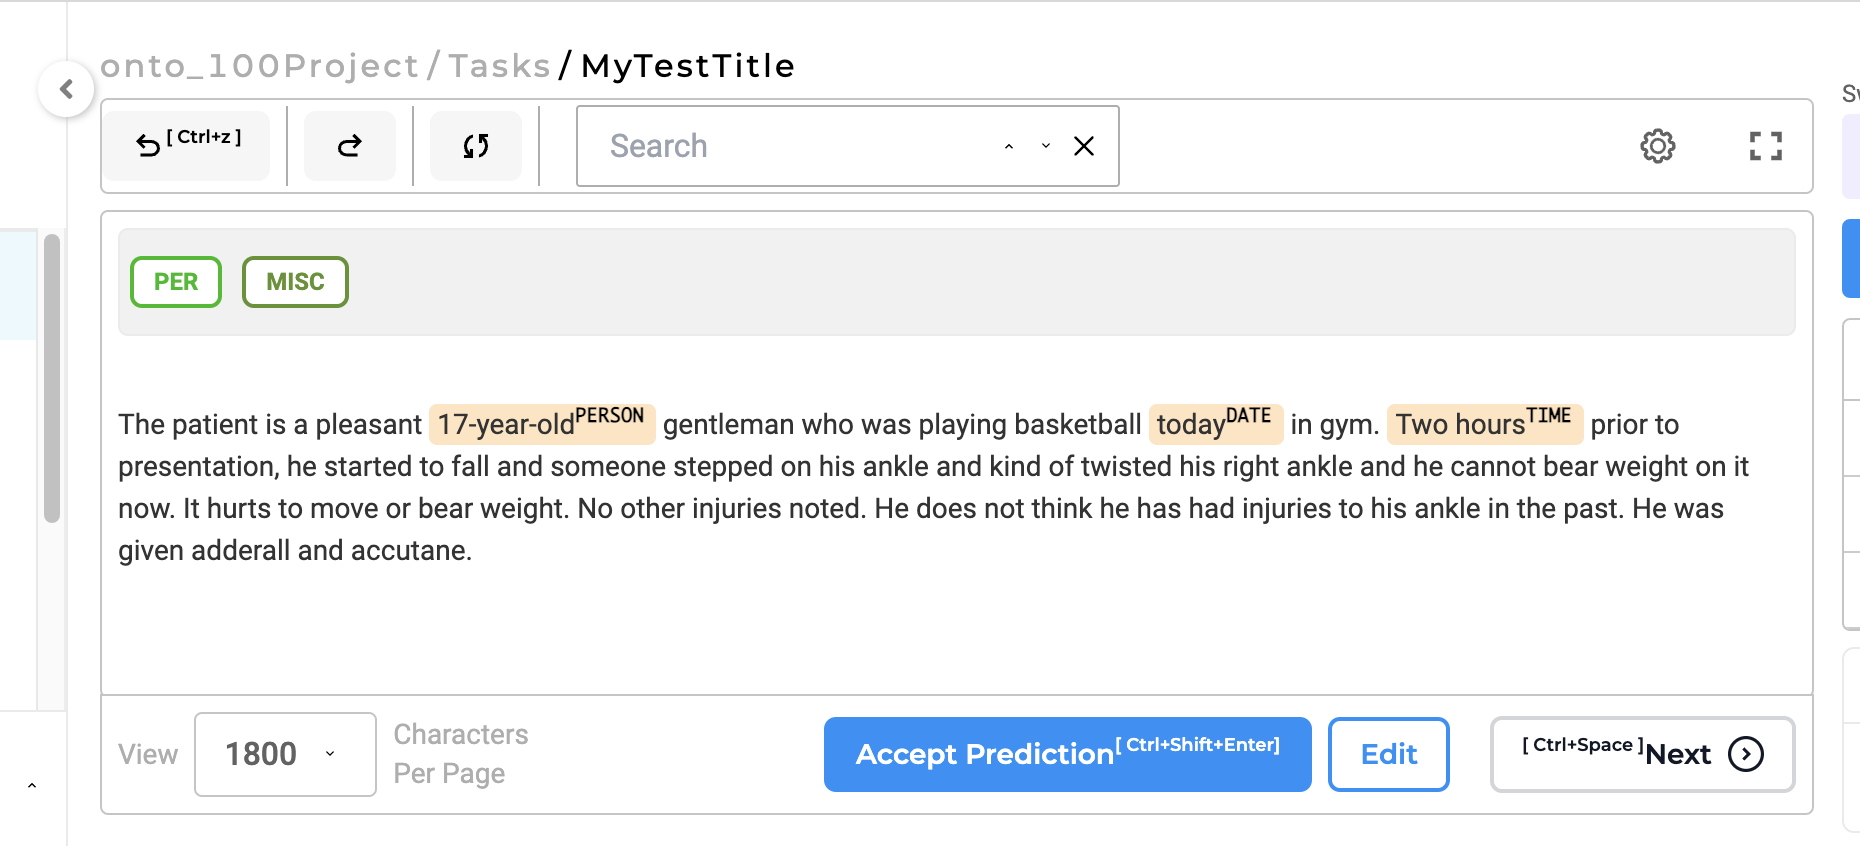 onto_100Project / Tasks / MyTestTitle
[ Ctrl+z ]
Search
PER MISC
The patient is a pleasant 17-year-old PERSON gentleman who was playing basketball today DATE in gym. Two hours TIME prior to
presentation, he started to fall and someone stepped on his ankle and kind of twisted his right ankle and he cannot bear weight on it
now. It hurts to move or bear weight. No other injuries noted. He does not think he has had injuries to his ankle in the past. He was
given adderall and accutane.
View 1800 Characters
Per Page
Accept Prediction [ Ctrl+Shift+Enter] Edit [ Ctrl+Space ] Next